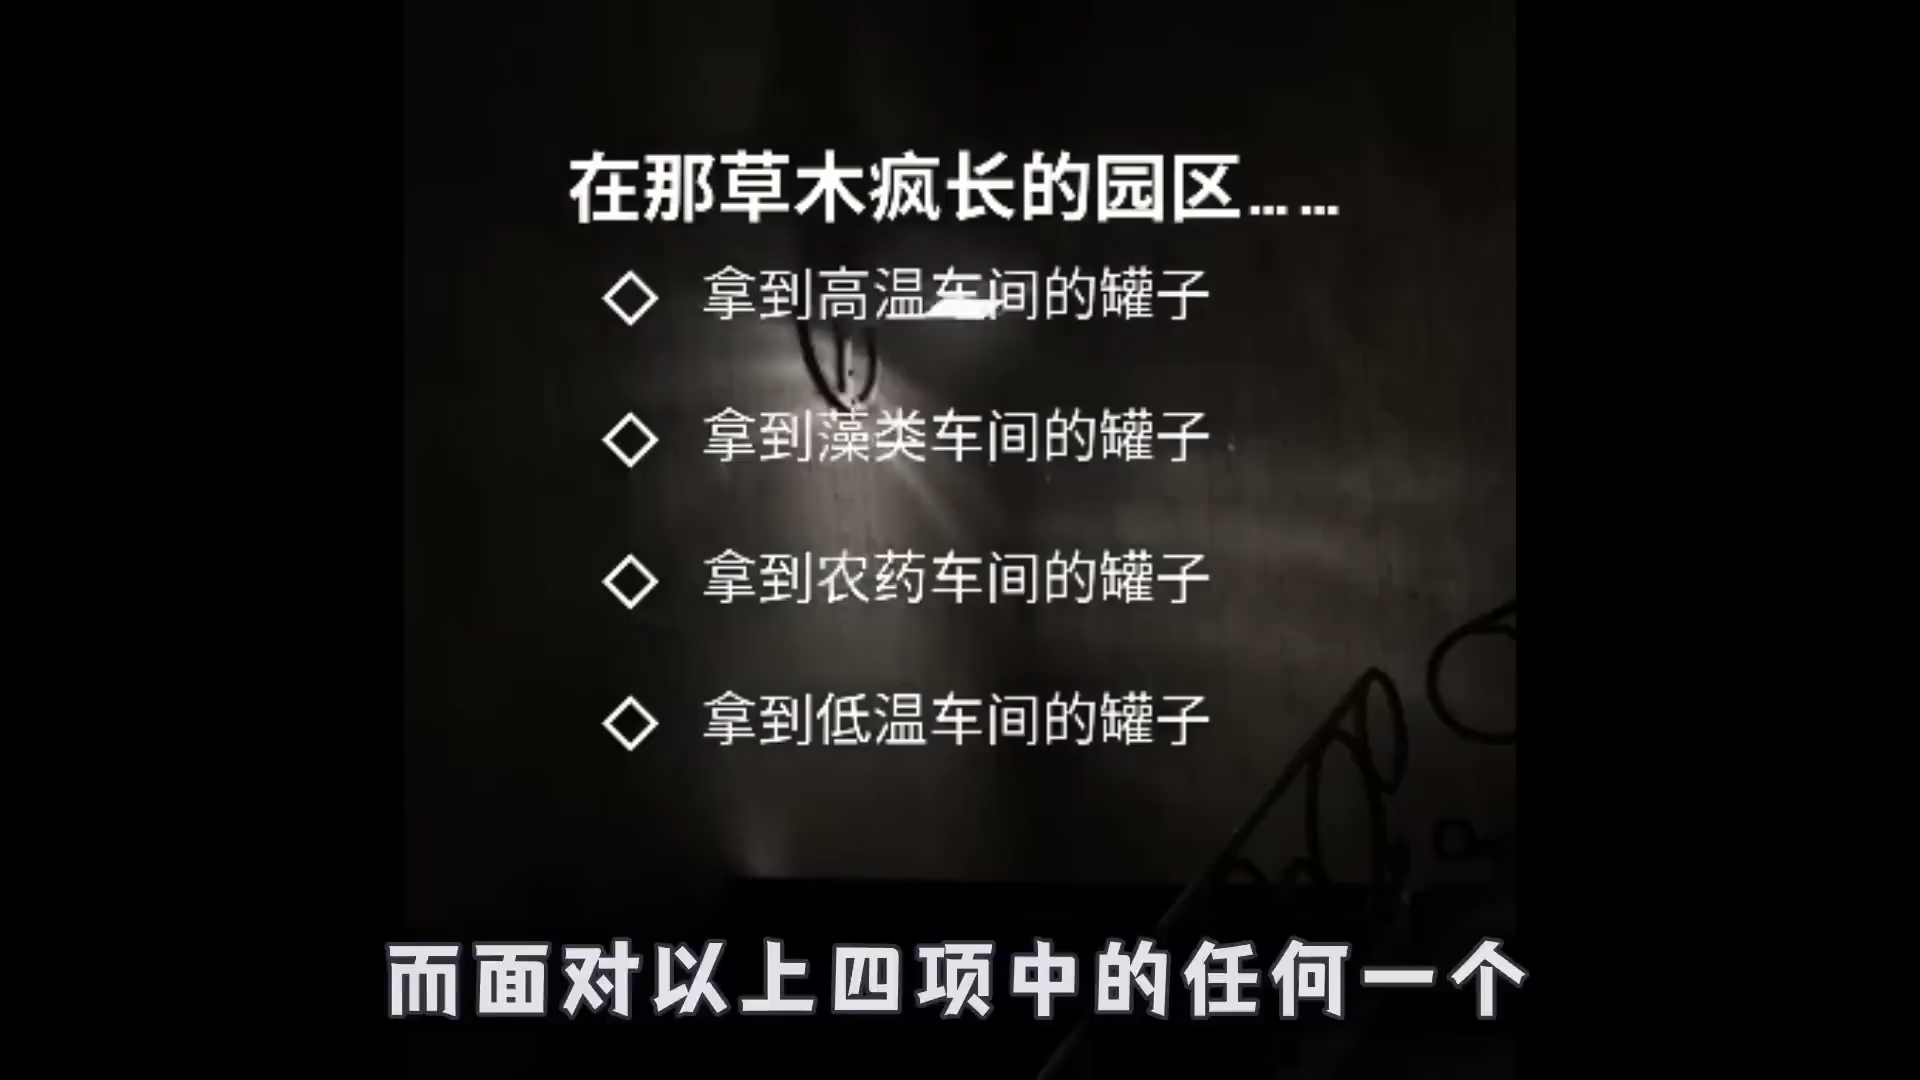 在那草木疯长的园区……
◇ 拿到高温车间的罐子
◇ 拿到藻类车间的罐子
◇ 拿到农药车间的罐子
◇ 拿到低温车间的罐子
而面对以上四项中的任何一个